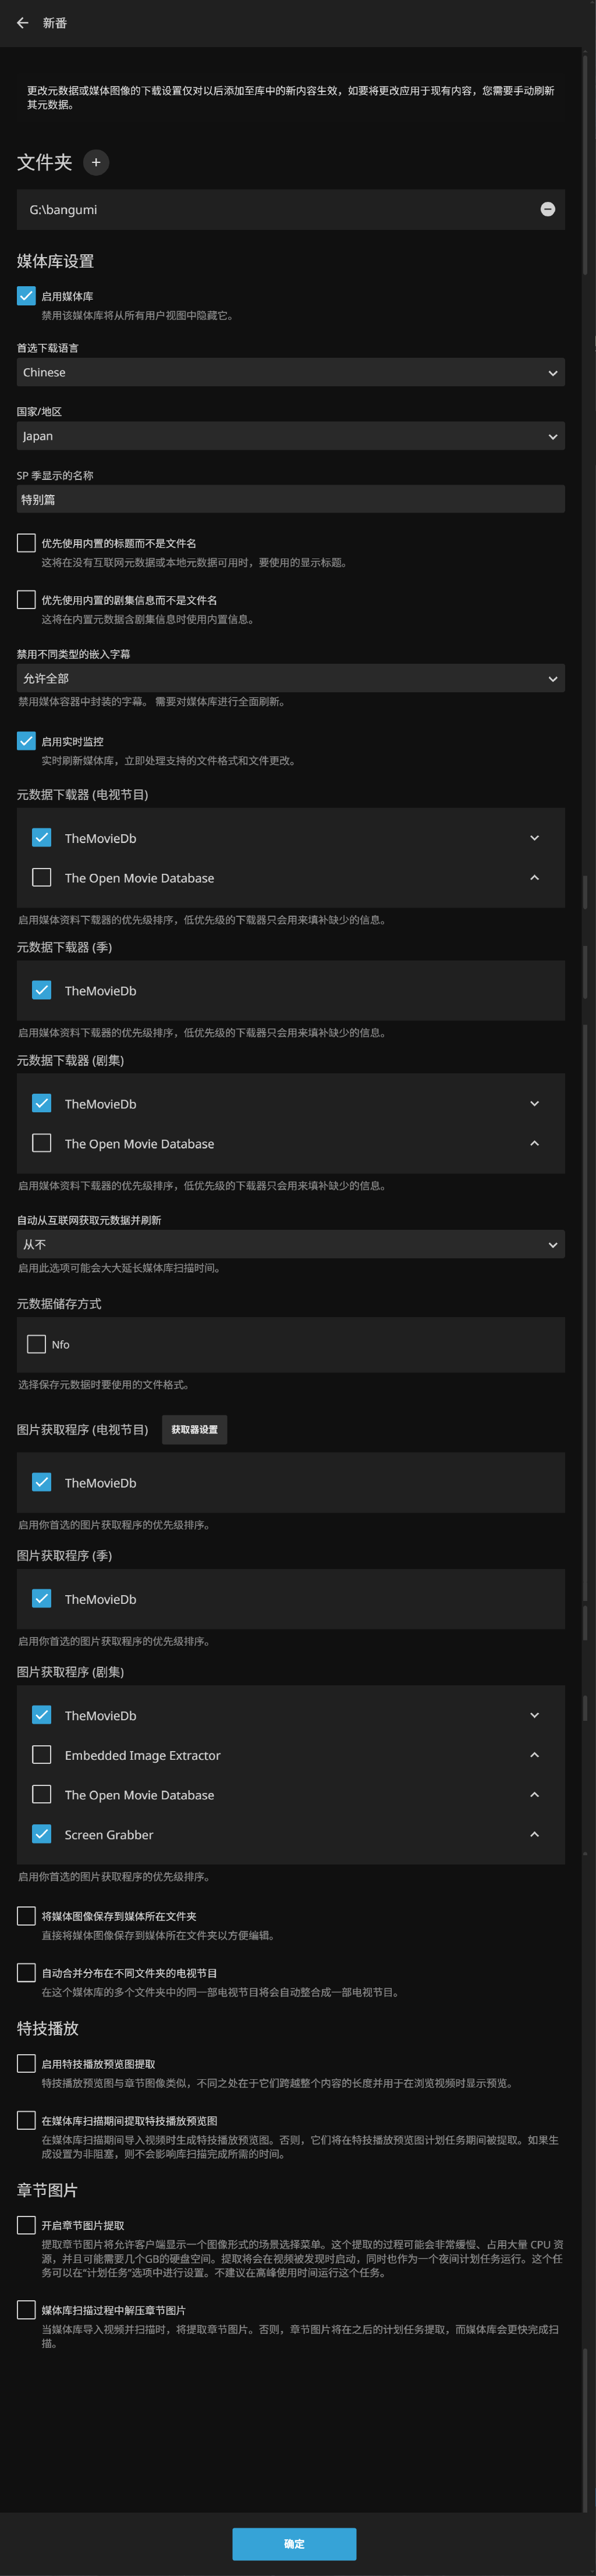 新番
更改元数据或媒体图像的下载设置仅对以后添加至库中的新内容生效，如要将更改应用于现有内容，您需要手动刷新
其元数据。
文件夹
G:\bangumi
媒体库设置
启用媒体库
禁用该媒体库将从所有用户视图中隐藏它。
首选下载语言
Chinese
国家/地区
Japan
SP 季显示的名称
特别篇
优先使用内置的标题而不是文件名
这将在没有互联网元数据或本地元数据可用时，要使用的显示标题。
优先使用内置的剧集信息而不是文件名
这将在内置元数据含剧集信息时使用内置信息。
禁用不同类型的嵌入字幕
允许全部
禁用媒体容器中封装的字幕。 需要对媒体库进行全面刷新。
启用实时监控
实时刷新媒体库，立即处理支持的文件格式和文件更改。
元数据下载器 (电视节目)
TheMovieDb
The Open Movie Database
启用媒体资料下载器的优先级排序，低优先级的下载器只会用来填补缺少的信息。
元数据下载器 (季)
TheMovieDb
启用媒体资料下载器的优先级排序，低优先级的下载器只会用来填补缺少的信息。
元数据下载器 (剧集)
TheMovieDb
The Open Movie Database
启用媒体资料下载器的优先级排序，低优先级的下载器只会用来填补缺少的信息。
自动从互联网获取元数据并刷新
从不
启用此选项可能会大大延长媒体库扫描时间。
元数据储存方式
Nfo
选择保存元数据时要使用的文件格式。
图片获取程序 (电视节目) 获取器设置
TheMovieDb
启用你首选的图片获取程序的优先级排序。
图片获取程序 (季)
TheMovieDb
启用你首选的图片获取程序的优先级排序。
图片获取程序 (剧集)
TheMovieDb
Embedded Image Extractor
The Open Movie Database
Screen Grabber
启用你首选的图片获取程序的优先级排序。
将媒体图像保存到媒体所在文件夹
直接将媒体图像保存到媒体所在文件夹以方便编辑。
自动合并分布在不同文件夹的电视节目
在这个媒体库的多个文件夹中的同一部电视节目将会自动整合成一部电视节目。
特技播放
启用特技播放预览图提取
特技播放预览图与章节图像类似，不同之处在于它们跨越整个内容的长度并用于在浏览视频时显示预览。
在媒体库扫描期间提取特技播放预览图
在媒体库扫描期间导入视频时生成特技播放预览图。否则，它们将在特技播放预览图计划任务期间被提取。如果生
成设置为非阻塞，则不会影响库扫描完成所需的时间。
章节图片
开启章节图片提取
提取章节图片将允许客户端显示一个图像形式的场景选择菜单。这个提取的过程可能会非常缓慢、占用大量 CPU 资
源，并且可能需要几个GB的硬盘空间。提取将会在视频被发现时启动，同时也作为一个夜间计划任务运行。这个任
务可以在“计划任务”选项中进行设置。不建议在高峰使用时间运行这个任务。
媒体库扫描过程中解压章节图片
当媒体库导入视频并扫描时，将提取章节图片。否则，章节图片将在之后的计划任务提取，而媒体库会更快完成扫
描。
确定